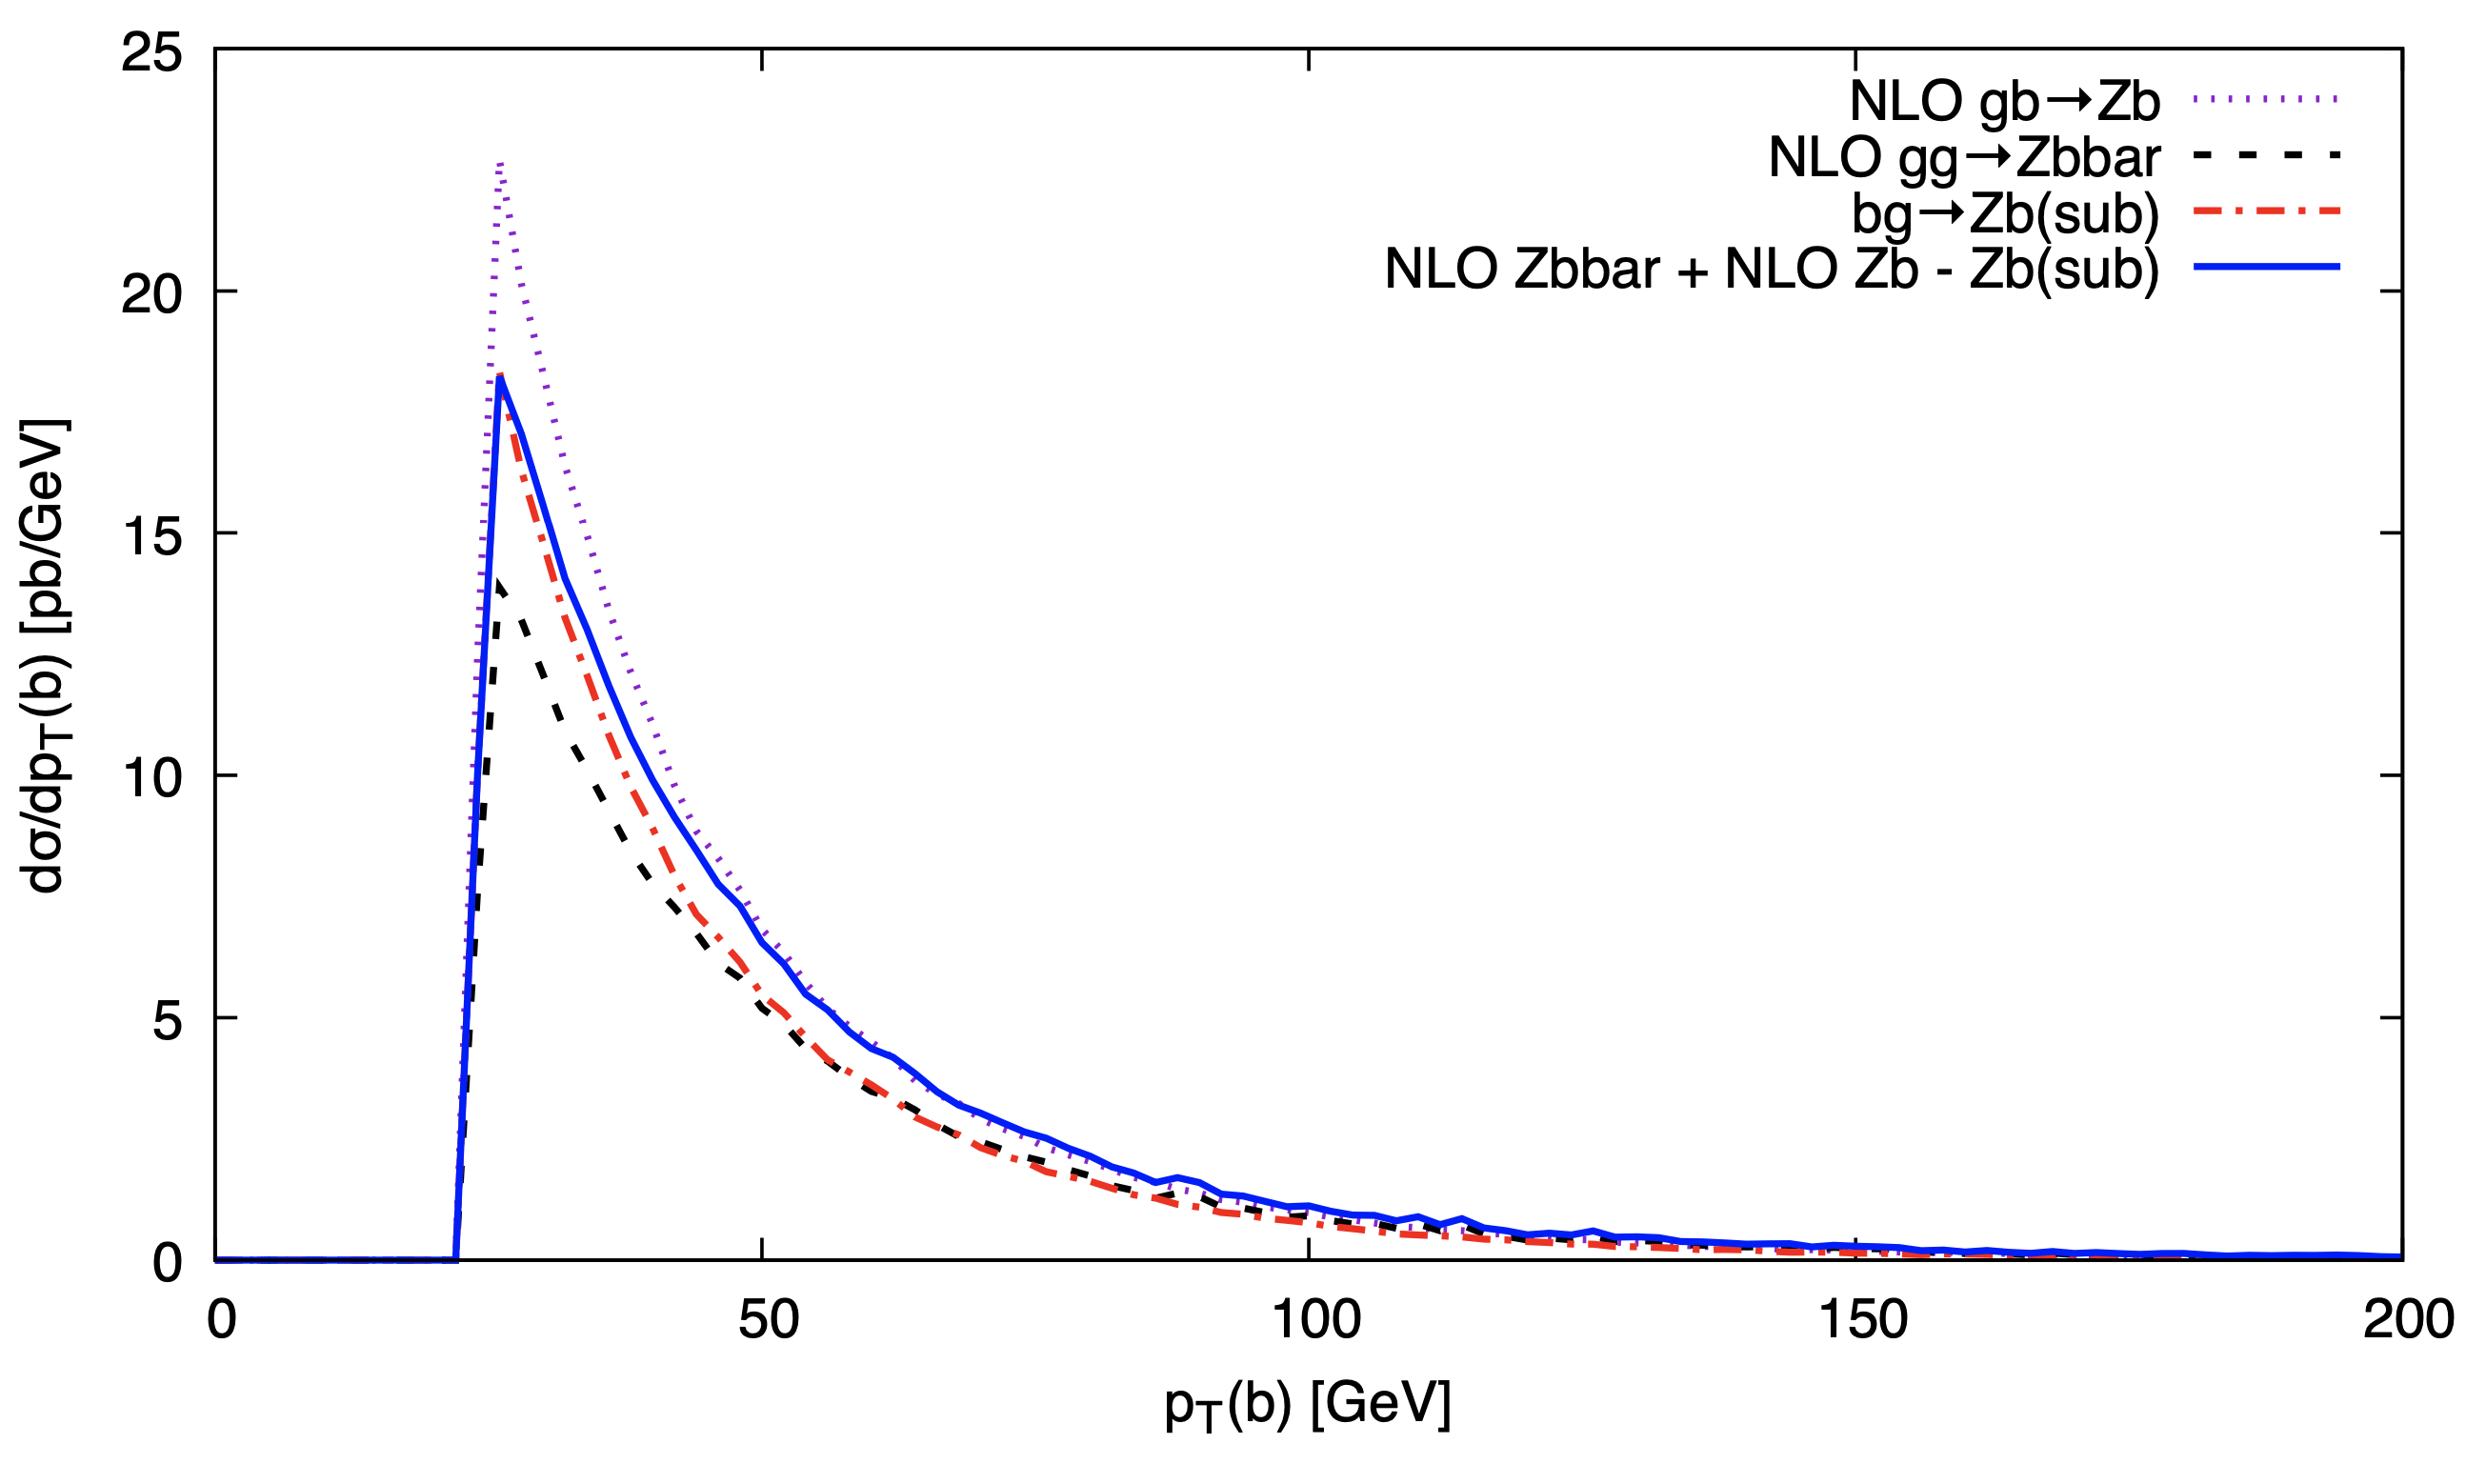 25
20
15
10
5
0
dσ/dpT(b) [pb/GeV]
NLO gb→Zb
NLO gg→Zbbar
bg→Zb(sub)
NLO Zbbar + NLO Zb - Zb(sub)
0 50 100 150 200
pT(b) [GeV]